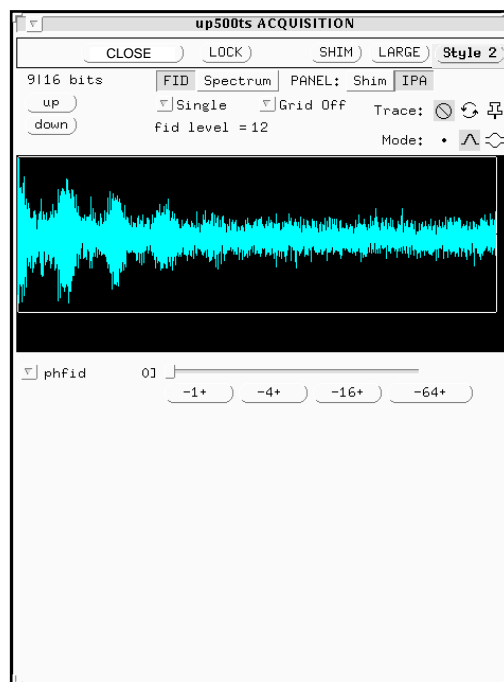 up500ts ACQUISITION
CLOSE LOCK SHIM LARGE Style 2
9|16 bits FID Spectrum PANEL: Shim IPA
up Single Grid Off Trace:
down fid level =12
Mode:
phfid 0] 
-1+ -4+ -16+ -64+